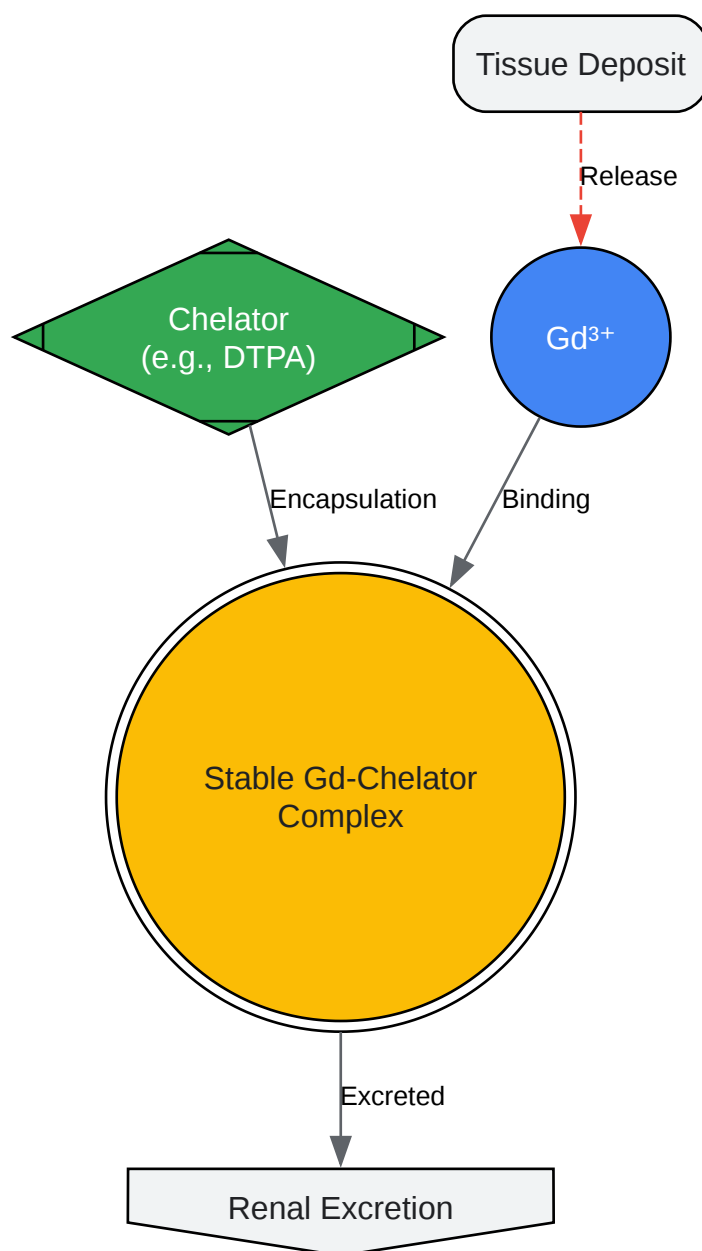 Tissue Deposit
Release
Chelator
(e.g., DTPA)
Gd³⁺
Encapsulation
Binding
Stable Gd-Chelator
Complex
Excreted
Renal Excretion